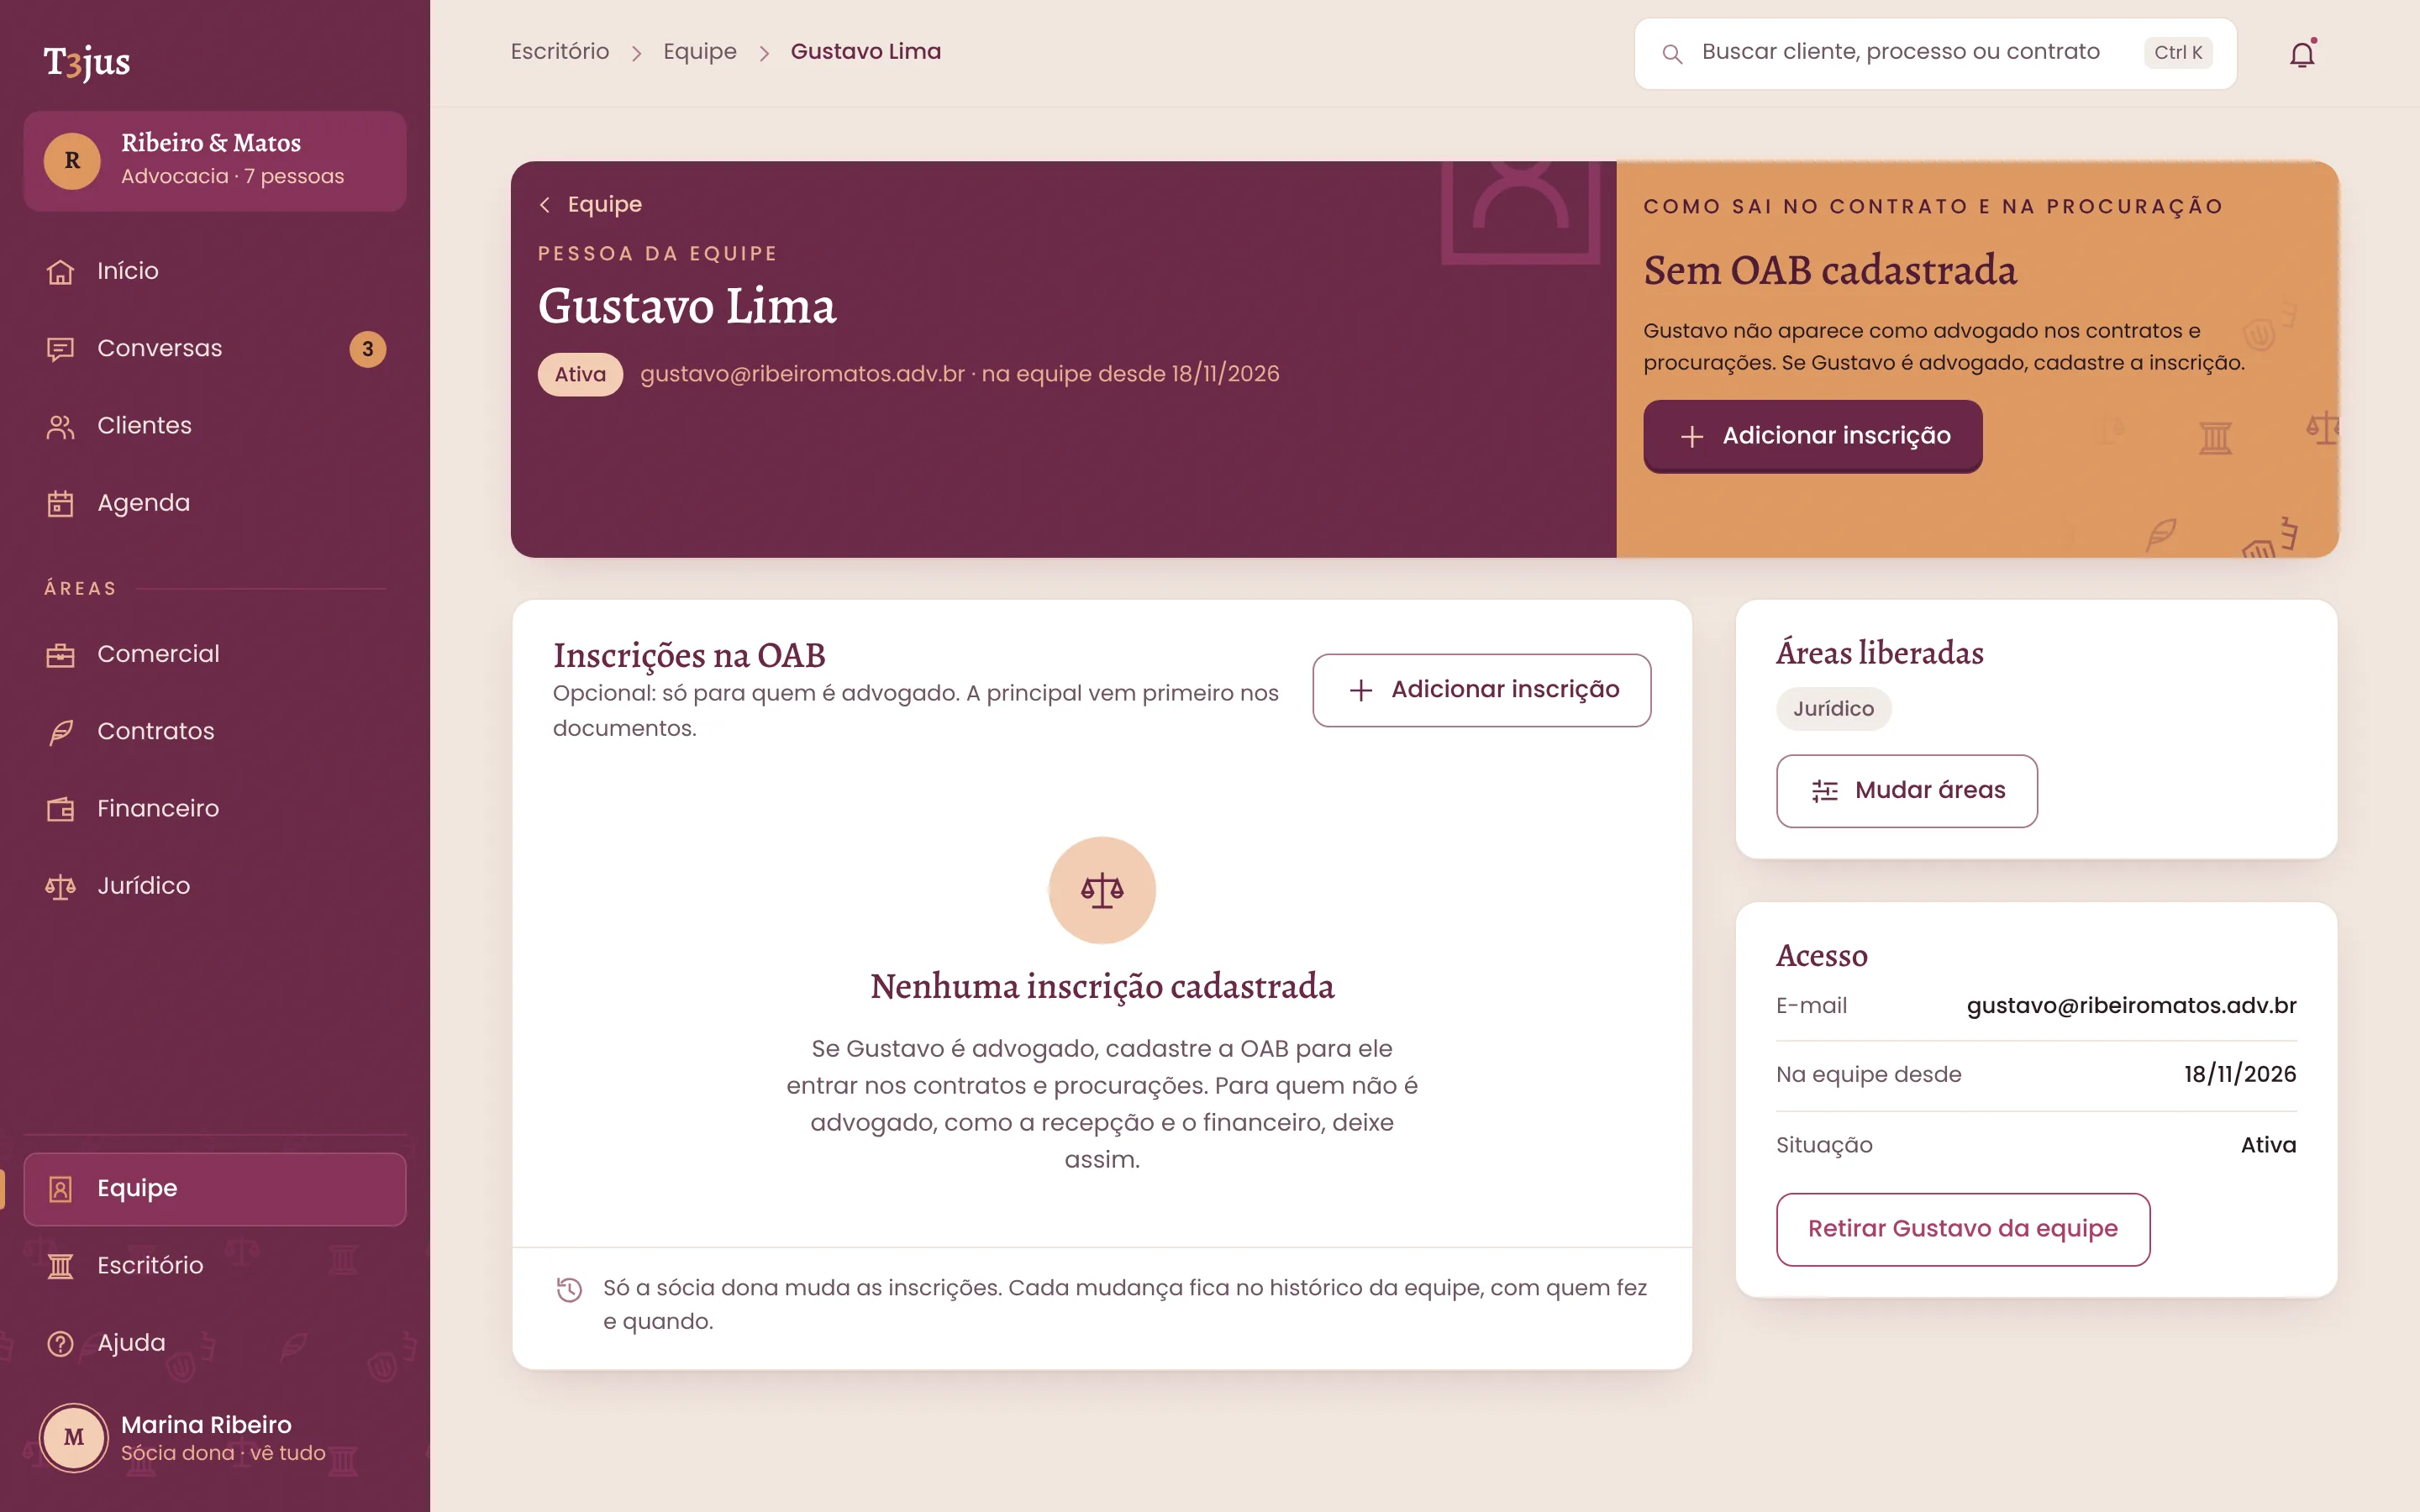 T3jus
Ribeiro & Matos
Advocacia · 7 pessoas
Início
Conversas
3
Clientes
Agenda
ÁREAS
Comercial
Contratos
Financeiro
Jurídico
Equipe
Escritório
Ajuda
M
Marina Ribeiro
Sócia dona · vê tudo
R
Escritório
Equipe
Gustavo Lima
Buscar cliente, processo ou contrato
Ctrl K
Equipe
PESSOA DA EQUIPE
Gustavo Lima
Ativa
gustavo@ribeiromatos.adv.br · na equipe desde 18/11/2026
COMO SAI NO CONTRATO E NA PROCURAÇÃO
Sem OAB cadastrada
Gustavo não aparece como advogado nos contratos e
procurações. Se Gustavo é advogado, cadastre a inscrição.
Adicionar inscrição
Inscrições na OAB
Opcional: só para quem é advogado. A principal vem primeiro nos
documentos.
Adicionar inscrição
Nenhuma inscrição cadastrada
Se Gustavo é advogado, cadastre a OAB para ele
entrar nos contratos e procurações. Para quem não é
advogado, como a recepção e o financeiro, deixe
assim.
Só a sócia dona muda as inscrições. Cada mudança fica no histórico da equipe, com quem fez
e quando.
Áreas liberadas
Jurídico
Mudar áreas
Acesso
E-mail
gustavo@ribeiromatos.adv.br
Na equipe desde
18/11/2026
Situação
Ativa
Retirar Gustavo da equipe